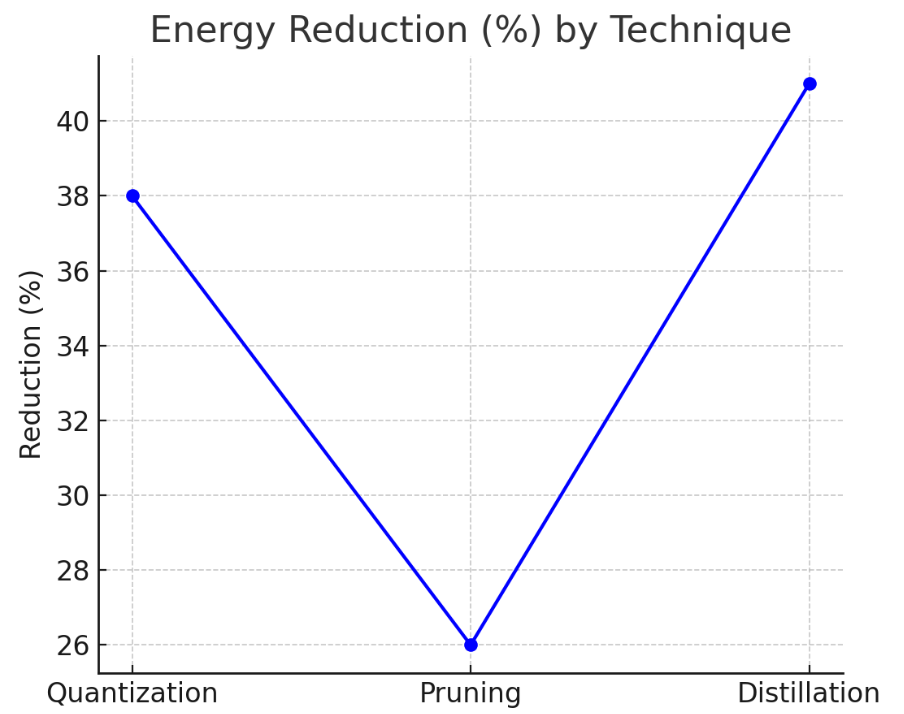 Energy Reduction (%) by Technique
Reduction (%)
40
38
36
34
32
30
28
26
Quantization Pruning Distillation